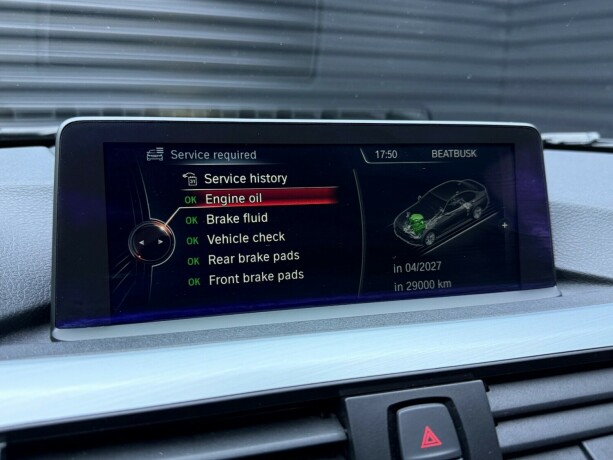 Service required
17:50 BEATBUSK
Service history
OK Engine oil
OK Brake fluid
OK Vehicle check
OK Rear brake pads
OK Front brake pads
in 04/2027
in 29000 km